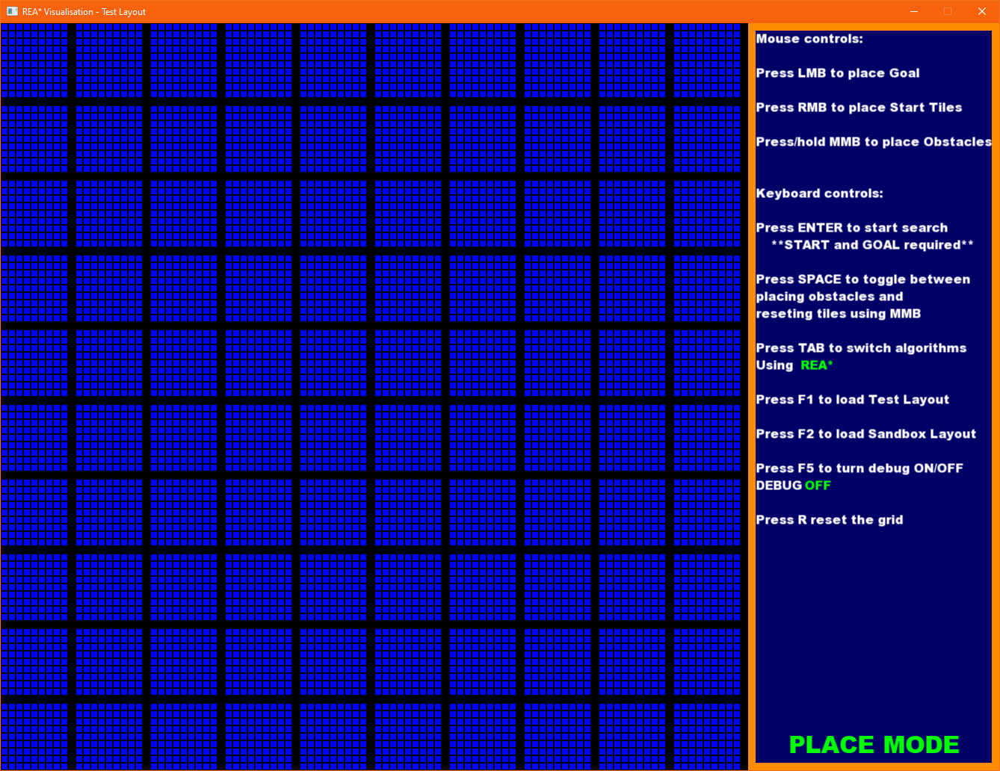 REA* Visualisation - Test Layout
Mouse controls:
Press LMB to place Goal
Press RMB to place Start Tiles
Press/hold MMB to place Obstacles
Keyboard controls:
Press ENTER to start search
**START and GOAL required**
Press SPACE to toggle between
placing obstacles and
reseting tiles using MMB
Press TAB to switch algorithms
Using REA*
Press F1 to load Test Layout
Press F2 to load Sandbox Layout
Press F5 to turn debug ON/OFF
DEBUG OFF
Press R reset the grid
PLACE MODE